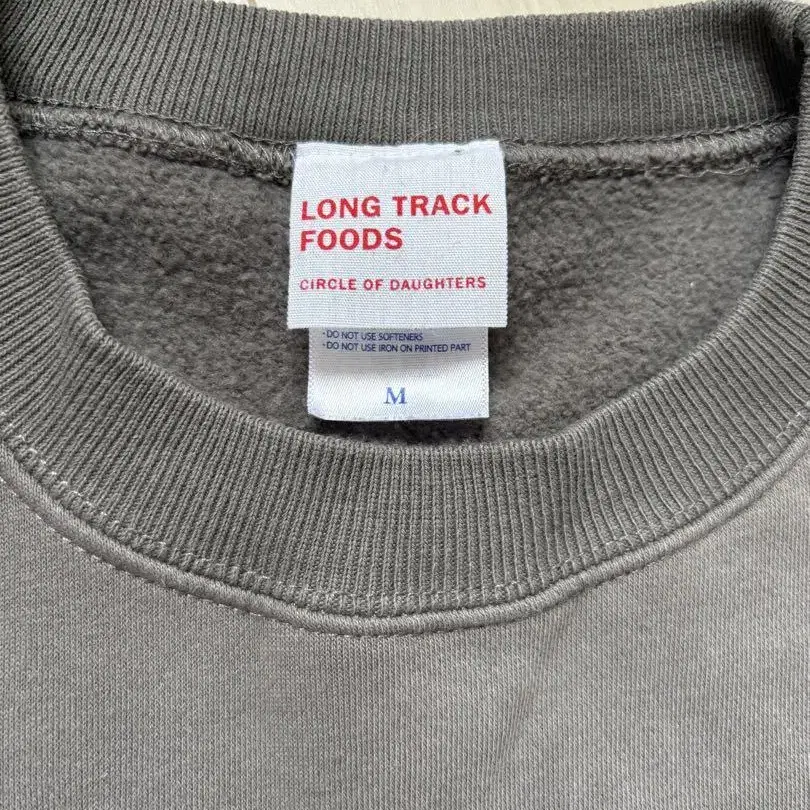 LONG TRACK
FOODS
CIRCLE OF DAUGHTERS
·DO NOT USE SOFTENERS
·DO NOT USE IRON ON PRINTED PART
M